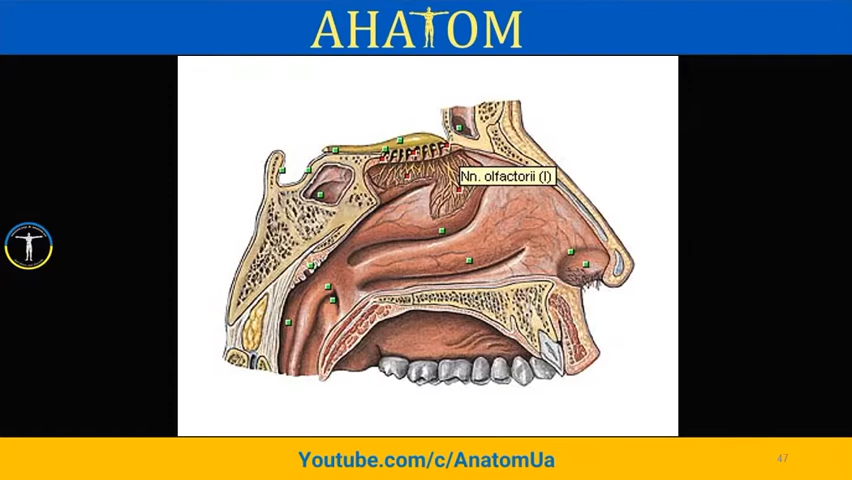 АНАТОМ
Nn. olfactorii (I)
Youtube.com/c/AnatomUa
47